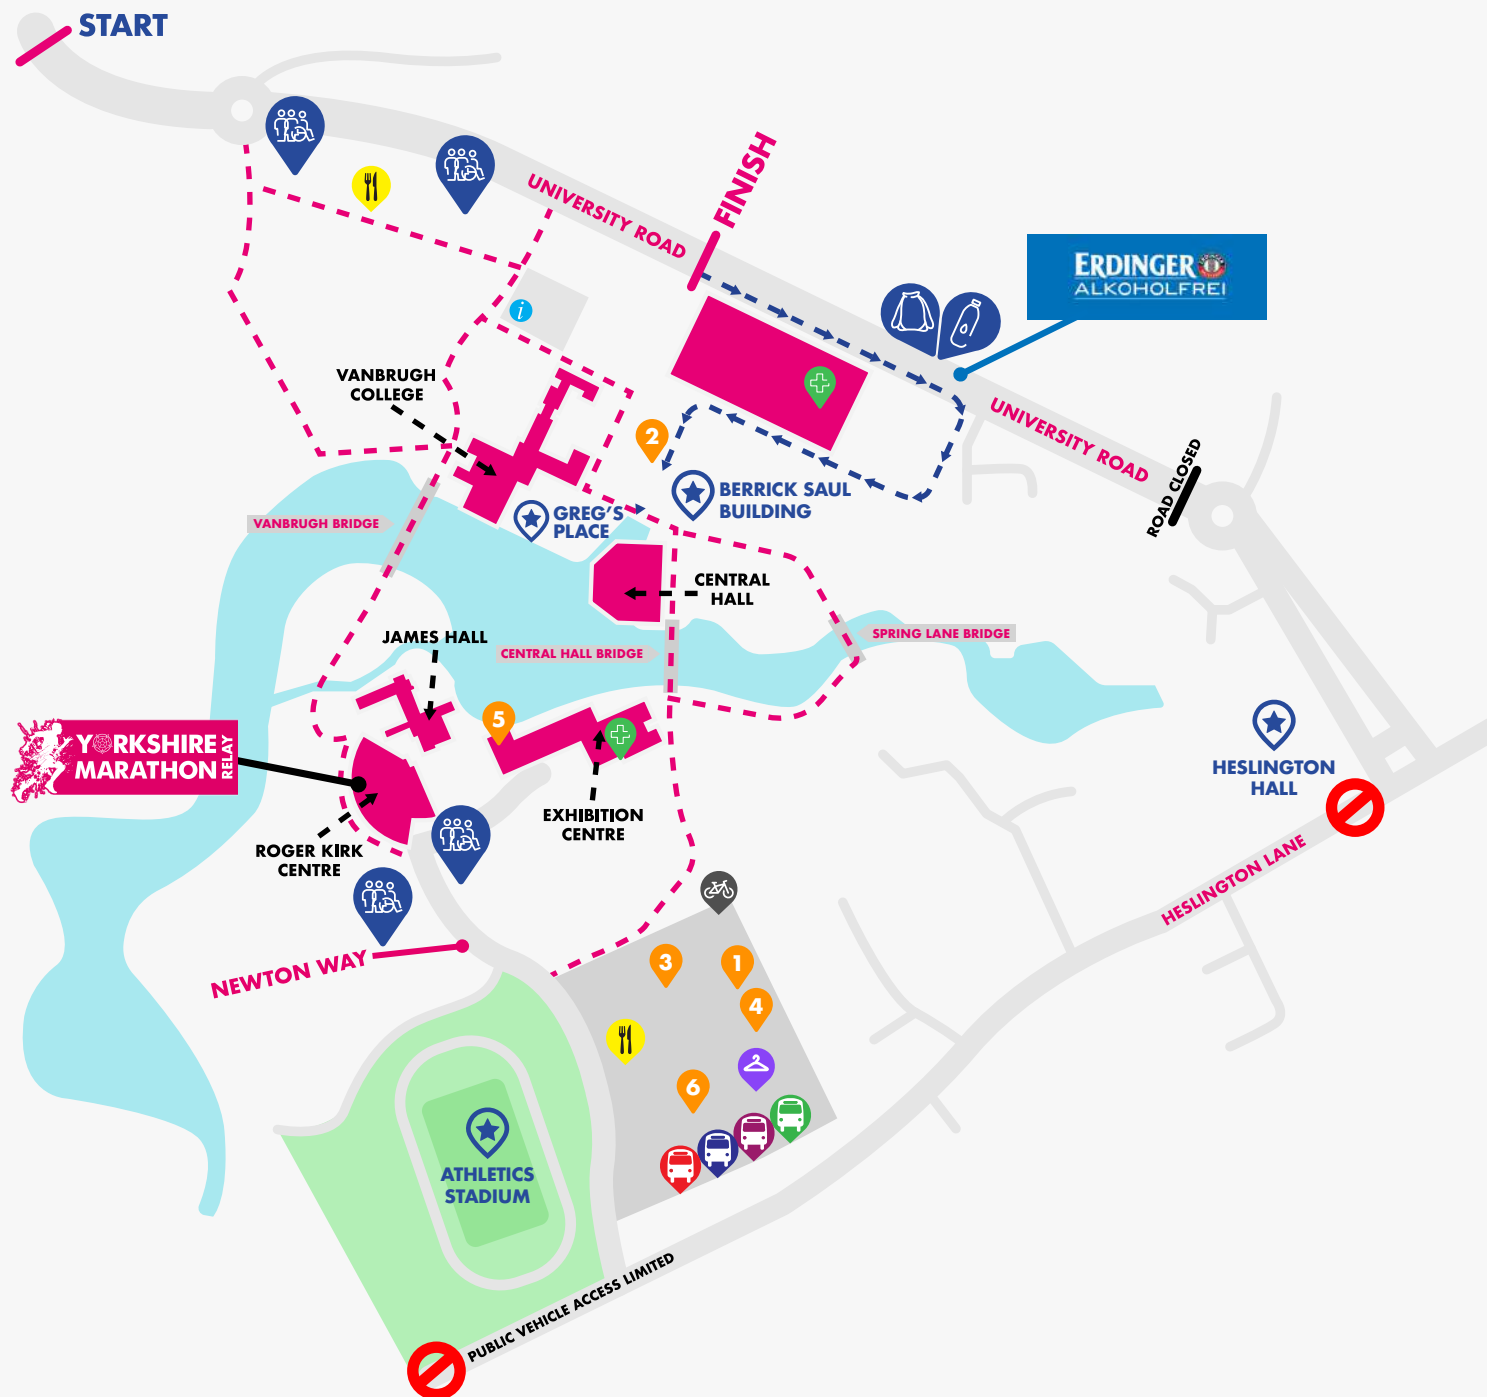 START
FINISH
UNIVERSITY ROAD
ERDINGER
ALKOHOLFREI
i
VANBRUGH
COLLEGE
2
UNIVERSITY ROAD
ROAD CLOSED
BERRICK SAUL
BUILDING
GREG'S
PLACE
VANBRUGH BRIDGE
CENTRAL
HALL
JAMES HALL
CENTRAL HALL BRIDGE
SPRING LANE BRIDGE
5
YORKSHIRE
MARATHON
RELAY
HESLINGTON
HALL
EXHIBITION
CENTRE
ROGER KIRK
CENTRE
HESLINGTON LANE
NEWTON WAY
3
1
4
6
ATHLETICS
STADIUM
PUBLIC VEHICLE ACCESS LIMITED